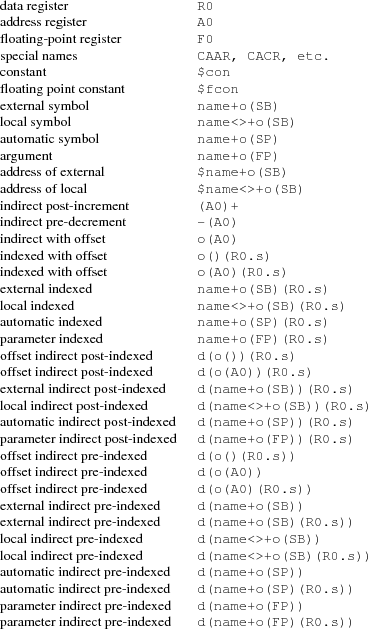 data register R0
address register A0
floating-point register F0
special names CAAR, CACR, etc.
constant $con
floating point constant $fcon
external symbol name+o(SB)
local symbol name<>+o(SB)
automatic symbol name+o(SP)
argument name+o(FP)
address of external $name+o(SB)
address of local $name<>+o(SB)
indirect post-increment (A0)+
indirect pre-decrement -(A0)
indirect with offset o(A0)
indexed with offset o()(R0.s)
indexed with offset o(A0)(R0.s)
external indexed name+o(SB)(R0.s)
local indexed name<>+o(SB)(R0.s)
automatic indexed name+o(SP)(R0.s)
parameter indexed name+o(FP)(R0.s)
offset indirect post-indexed d(o())(R0.s)
offset indirect post-indexed d(o(A0))(R0.s)
external indirect post-indexed d(name+o(SB))(R0.s)
local indirect post-indexed d(name<>+o(SB))(R0.s)
automatic indirect post-indexed d(name+o(SP))(R0.s)
parameter indirect post-indexed d(name+o(FP))(R0.s)
offset indirect pre-indexed d(o()(R0.s))
offset indirect pre-indexed d(o(A0))
offset indirect pre-indexed d(o(A0)(R0.s))
external indirect pre-indexed d(name+o(SB))
external indirect pre-indexed d(name+o(SB)(R0.s))
local indirect pre-indexed d(name<>+o(SB))
local indirect pre-indexed d(name<>+o(SB)(R0.s))
automatic indirect pre-indexed d(name+o(SP))
automatic indirect pre-indexed d(name+o(SP)(R0.s))
parameter indirect pre-indexed d(name+o(FP))
parameter indirect pre-indexed d(name+o(FP)(R0.s))